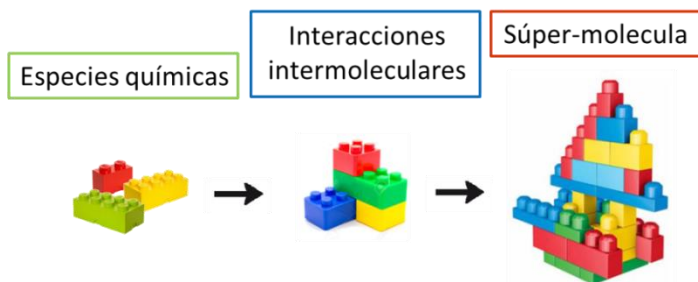 Especies químicas
Interacciones
intermoleculares
Súper-molecula